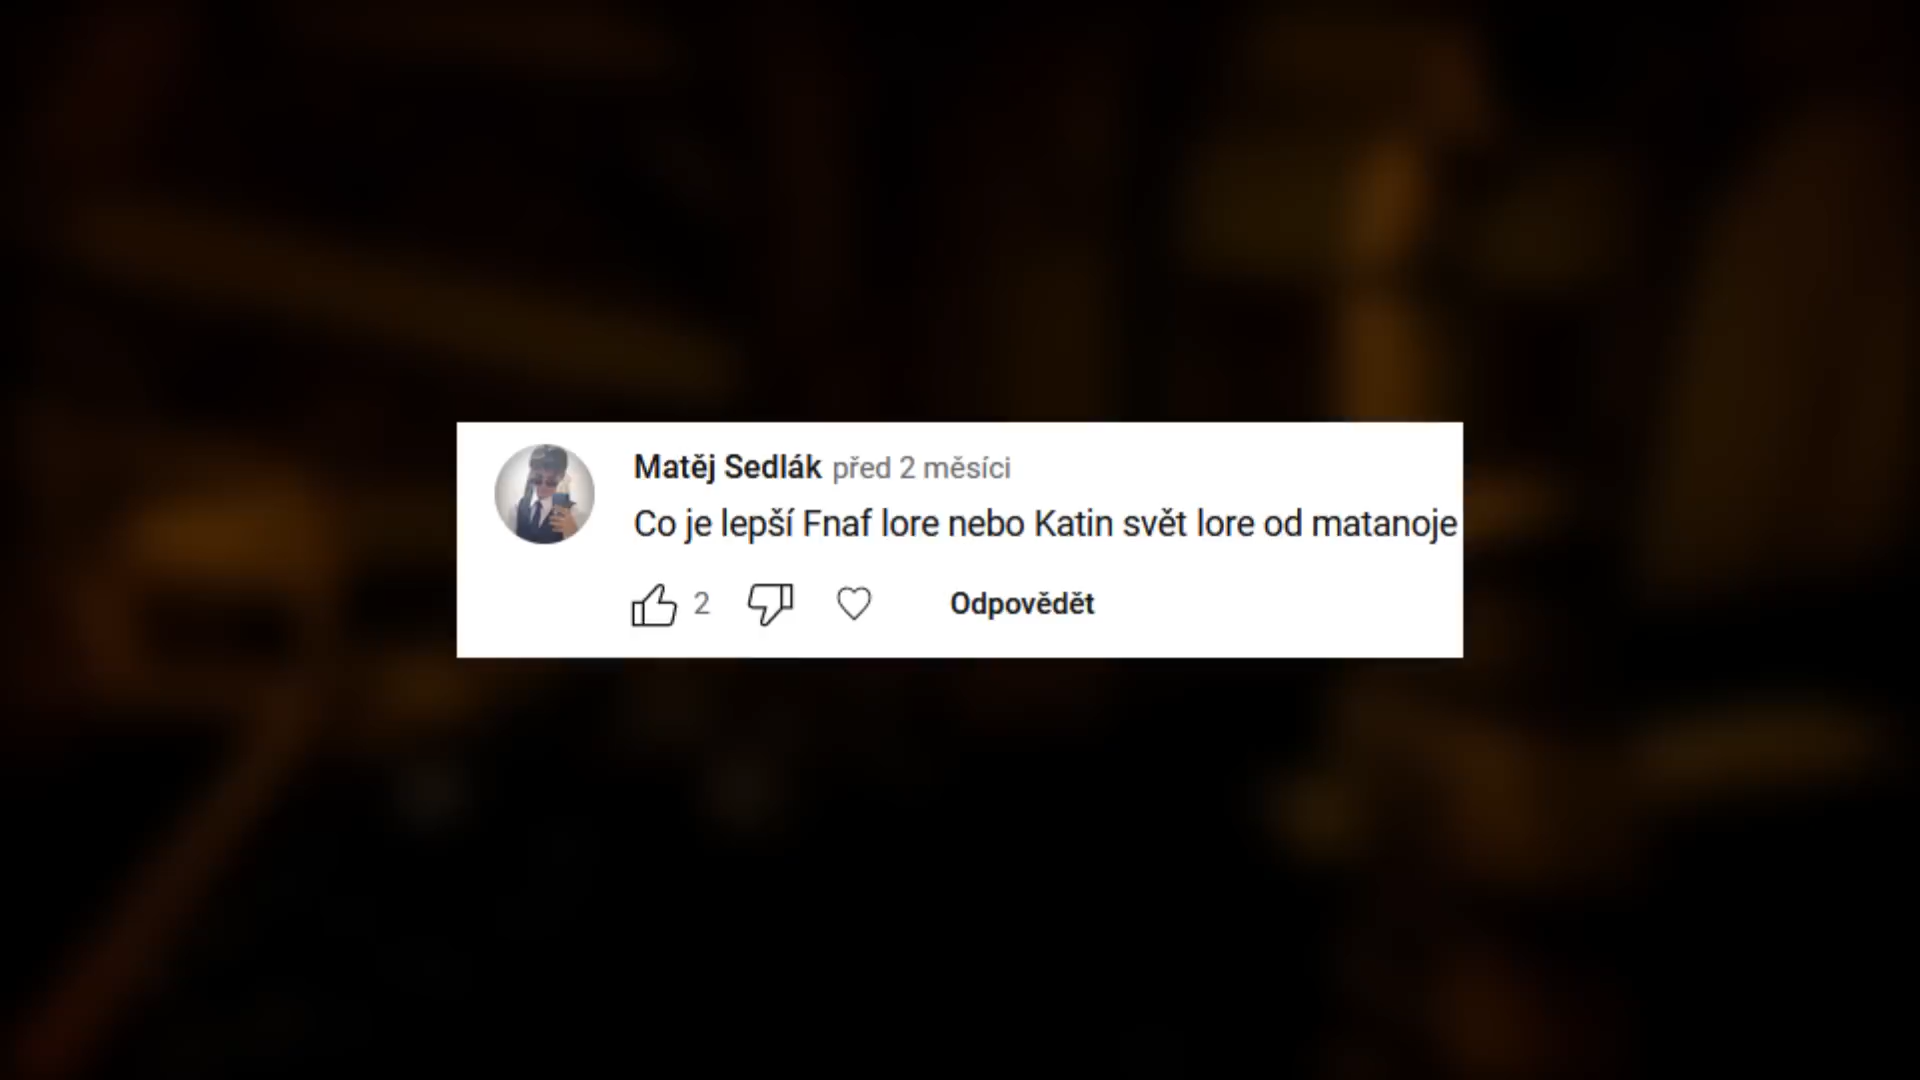 Matěj Sedlák před 2 měsíci
Co je lepší Fnaf lore nebo Katin svět lore od matanoje
2 Odpovědět